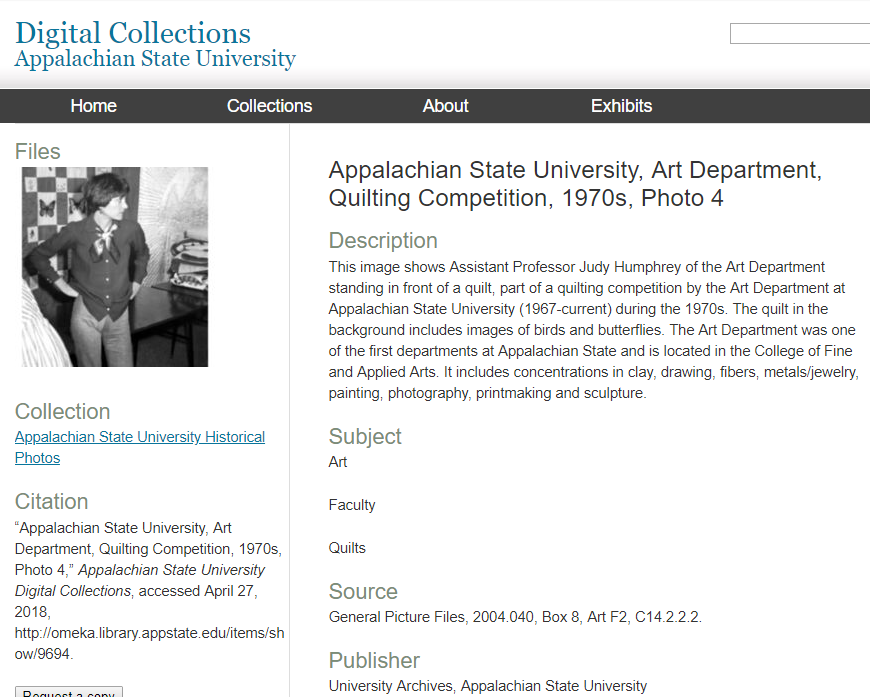 Digital Collections
Appalachian State University
Home Collections About Exhibits
Files
Collection
Appalachian State University Historical
Photos
Citation
“Appalachian State University, Art
Department, Quilting Competition, 1970s,
Photo 4,” Appalachian State University
Digital Collections, accessed April 27,
2018,
http://omeka.library.appstate.edu/items/sh
ow/9694.
Request a copy
Appalachian State University, Art Department,
Quilting Competition, 1970s, Photo 4
Description
This image shows Assistant Professor Judy Humphrey of the Art Department
standing in front of a quilt, part of a quilting competition by the Art Department at
Appalachian State University (1967-current) during the 1970s. The quilt in the
background includes images of birds and butterflies. The Art Department was one
of the first departments at Appalachian State and is located in the College of Fine
and Applied Arts. It includes concentrations in clay, drawing, fibers, metals/jewelry,
painting, photography, printmaking and sculpture.
Subject
Art
Faculty
Quilts
Source
General Picture Files, 2004.040, Box 8, Art F2, C14.2.2.2.
Publisher
University Archives, Appalachian State University